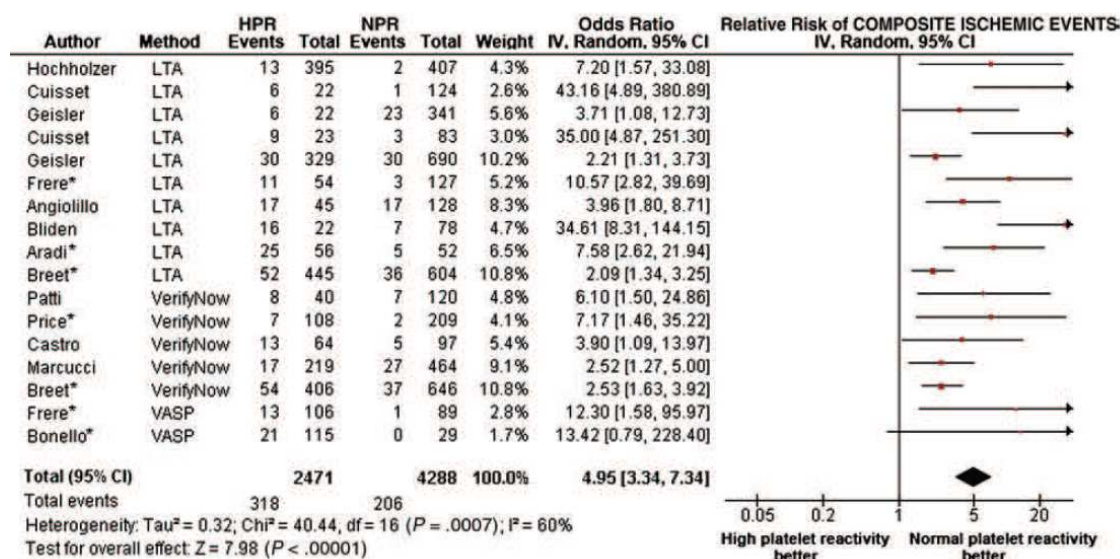 HPR NPR Odds Ratio Relative Risk of COMPOSITE ISCHEMIC EVENTS
Author Method Events Total Events Total Weight IV, Random, 95% CI IV, Random, 95% CI
Hochholzer LTA 13 395 2 407 4.3% 7.20 [1.57, 33.08]
Cuisset LTA 6 22 1 124 2.6% 43.16 [4.89, 380.89]
Geisler LTA 6 22 23 341 5.6% 3.71 [1.08, 12.73]
Cuisset LTA 9 23 3 83 3.0% 35.00 [4.87, 251.30]
Geisler LTA 30 329 30 690 10.2% 2.21 [1.31, 3.73]
Frere* LTA 11 54 3 127 5.2% 10.57 [2.82, 39.69]
Angiolillo LTA 17 45 17 128 8.3% 3.96 [1.80, 8.71]
Bliden LTA 16 22 7 78 4.7% 34.61 [8.31, 144.15]
Aradi* LTA 25 56 5 52 6.5% 7.58 [2.62, 21.94]
Breet* LTA 52 445 36 604 10.8% 2.09 [1.34, 3.25]
Patti VerifyNow 8 40 7 120 4.8% 6.10 [1.50, 24.86]
Price* VerifyNow 7 108 2 209 4.1% 7.17 [1.46, 35.22]
Castro VerifyNow 13 64 5 97 5.4% 3.90 [1.09, 13.97]
Marcucci VerifyNow 17 219 27 464 9.1% 2.52 [1.27, 5.00]
Breet* VerifyNow 54 406 37 646 10.8% 2.53 [1.63, 3.92]
Frere* VASP 13 106 1 89 2.8% 12.30 [1.58, 95.97]
Bonello* VASP 21 115 0 29 1.7% 13.42 [0.79, 228.40]
Total (95% CI) 2471 4288 100.0% 4.95 [3.34, 7.34]
Total events 318 206
Heterogeneity: Tau² = 0.32; Chi² = 40.44, df = 16 (P = .0007); I² = 60%
Test for overall effect: Z = 7.98 (P < .00001)
0.05 0.2 1 5 20
High platelet reactivity Normal platelet reactivity
better better